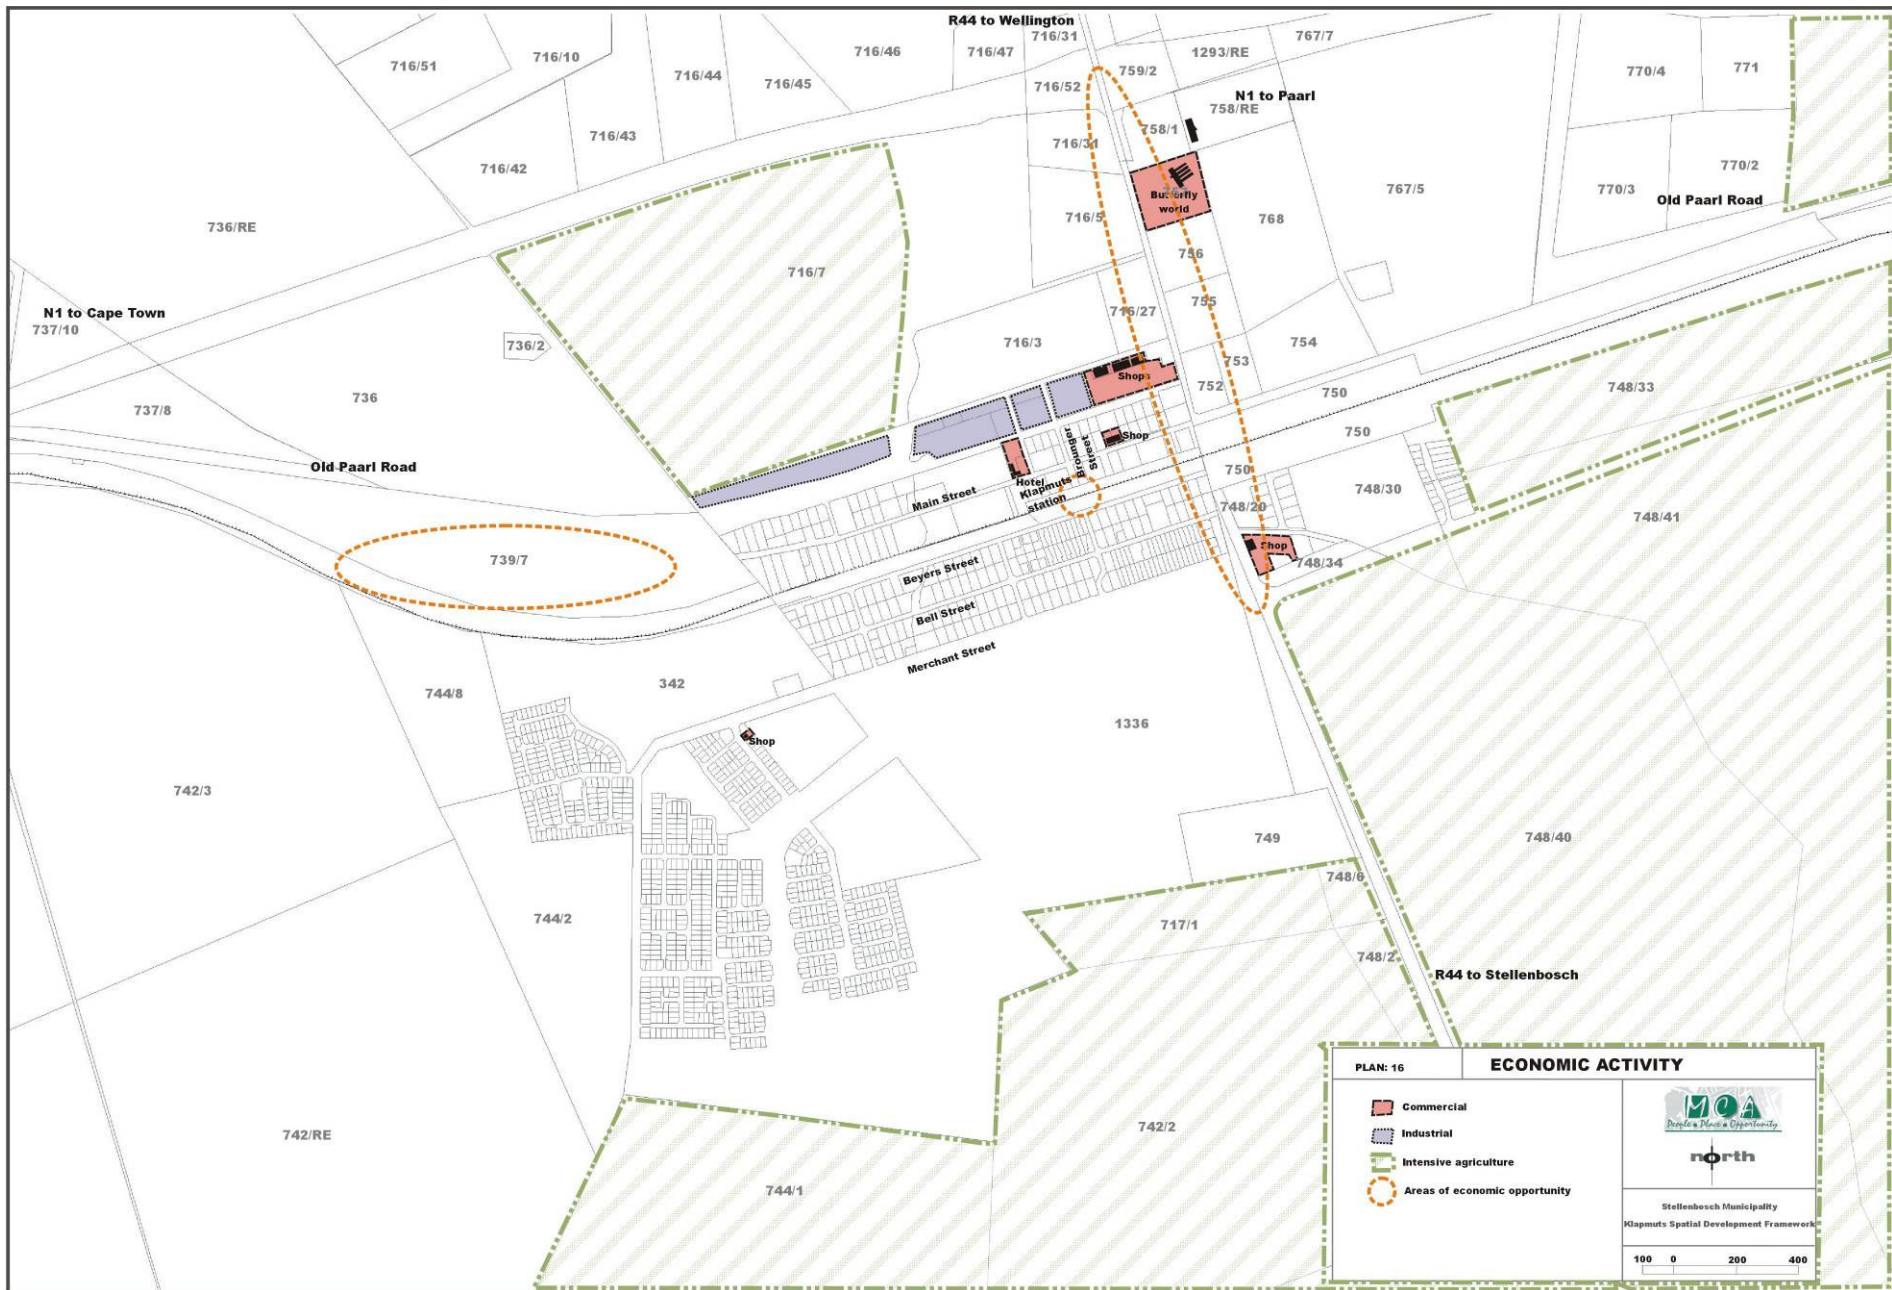 R44 to Wellington
716/31
767/7
716/46
716/47
1293/RE
716/10
716/51
759/2
770/4
771
716/44
716/45
716/52
N1 to Paarl
758/RE
716/43
758/1
716/31
716/42
770/2
770/3
767/5
Butterfly
world
Old Paarl Road
736/RE
716/5
768
756
716/7
755
N1 to Cape Town
737/10
716/27
736/2
716/3
754
753
Shops
752
748/33
750
736
737/8
Shop
750
Brounger
Street
Old Paarl Road
750
Hotel
Klapmuts
station
Main Street
748/30
748/20
748/41
Shop
739/7
748/34
Beyers Street
Bell Street
Merchant Street
342
744/8
1336
Shop
742/3
749
748/40
748/6
744/2
717/1
748/2
R44 to Stellenbosch
742/RE
742/2
744/1
PLAN: 16
ECONOMIC ACTIVITY
Commercial
Industrial
Intensive agriculture
Areas of economic opportunity
MCA
People Place Opportunity
north
Stellenbosch Municipality
Klapmuts Spatial Development Framework
100 0 200 400